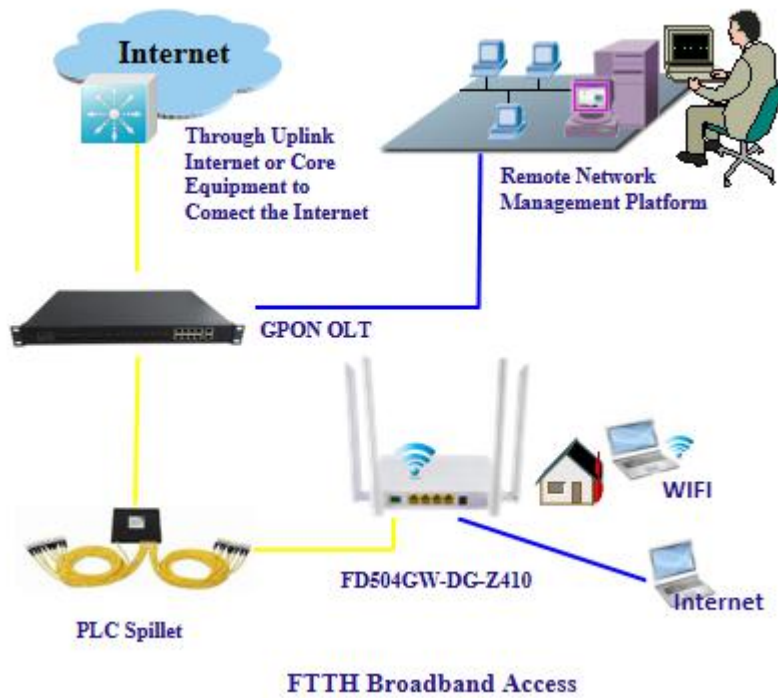 Internet
Through Uplink
Internet or Core
Equipment to
Comect the Internet
Remote Network
Management Platform
GPON OLT
WIFI
FD504GW-DG-Z410
Internet
PLC Spillet
FTTH Broadband Access